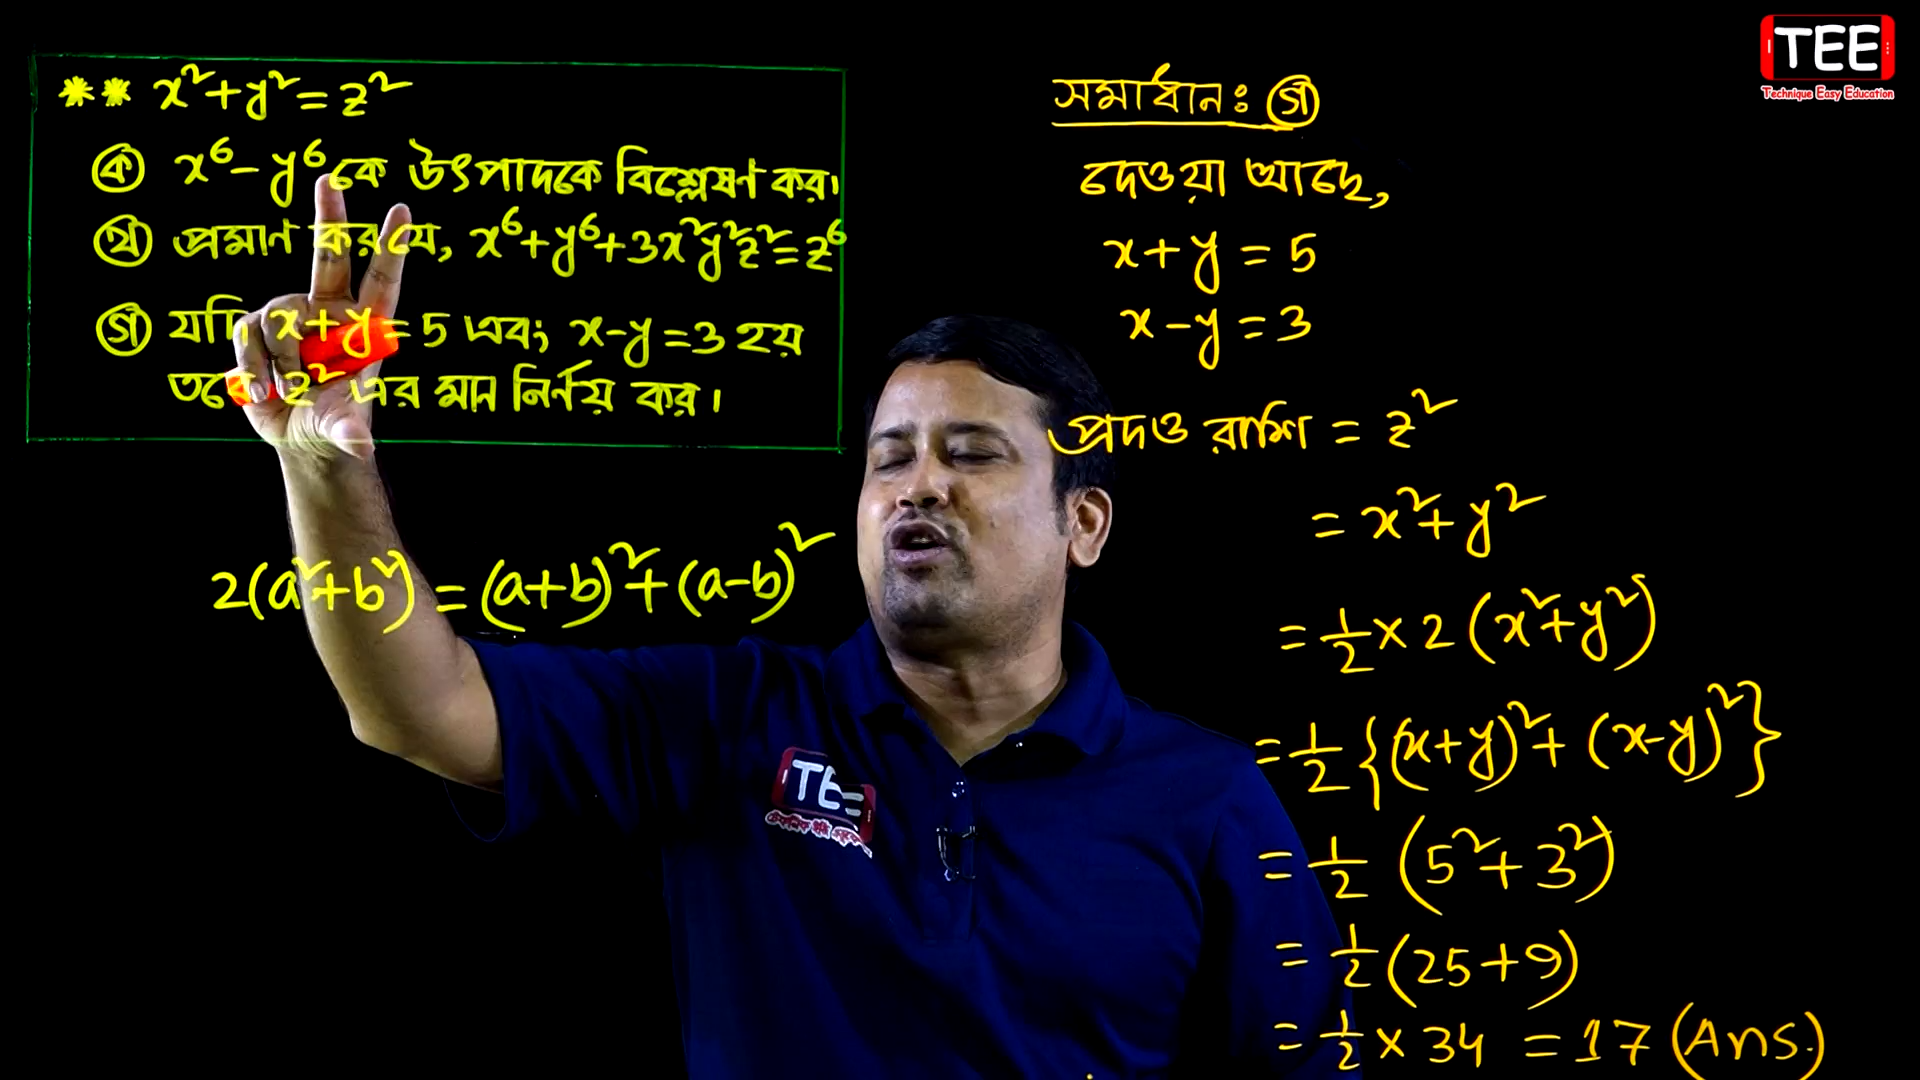 ** x²+y²=z²
ক x⁶-y⁶কে উৎপাদকে বিশ্লেষণ কর।
খ প্রমাণ কর যে, x⁶+y⁶+3x²y²z²=z⁶
গ যদি x+y=5 এবং x-y=3 হয়
তবে z² এর মান নির্ণয় কর।
2(a²+b²)=(a+b)²+(a-b)²
TEE
Technique Easy Education
সমাধান: গ
দেওয়া আছে,
x+y=5
x-y=3
প্রদত্ত রাশি = z²
= x²+y²
= 1/2 × 2 (x²+y²)
= 1/2 {(x+y)²+(x-y)²}
= 1/2 (5²+3²)
= 1/2 (25+9)
= 1/2 × 34 = 17 (Ans.)
TEE